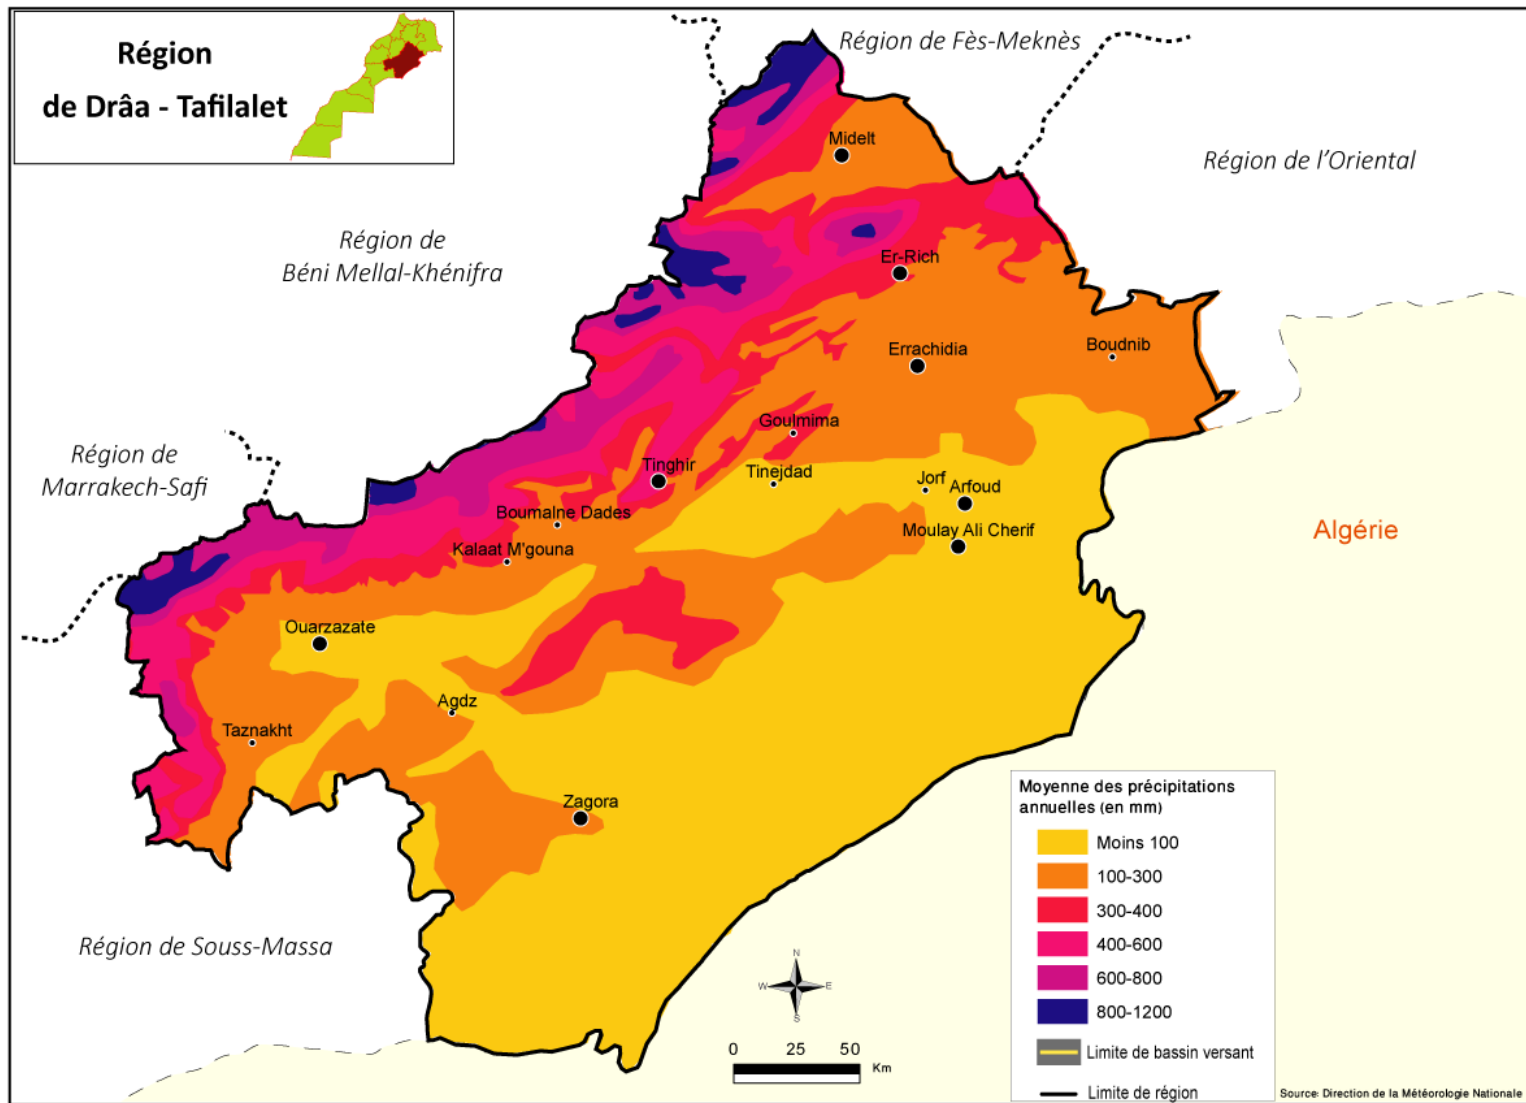 Région
de Drâa - Tafilalet
Région de Fès-Meknès
Midelt
Région de l'Oriental
Région de
Béni Mellal-Khénifra
Er-Rich
Errachidia
Boudnib
Goulmima
Région de
Marrakech-Safi
Tinghir
Tinejdad
Jorf
Arfoud
Boumalne Dades
Moulay Ali Cherif
Algérie
Kalaat M'gouna
Ouarzazate
Agdz
Taznakht
Zagora
Région de Souss-Massa
N
W
E
S
0 25 50
Km
Moyenne des précipitations
annuelles (en mm)
Moins 100
100-300
300-400
400-600
600-800
800-1200
Limite de bassin versant
Limite de région
Source: Direction de la Météorologie Nationale